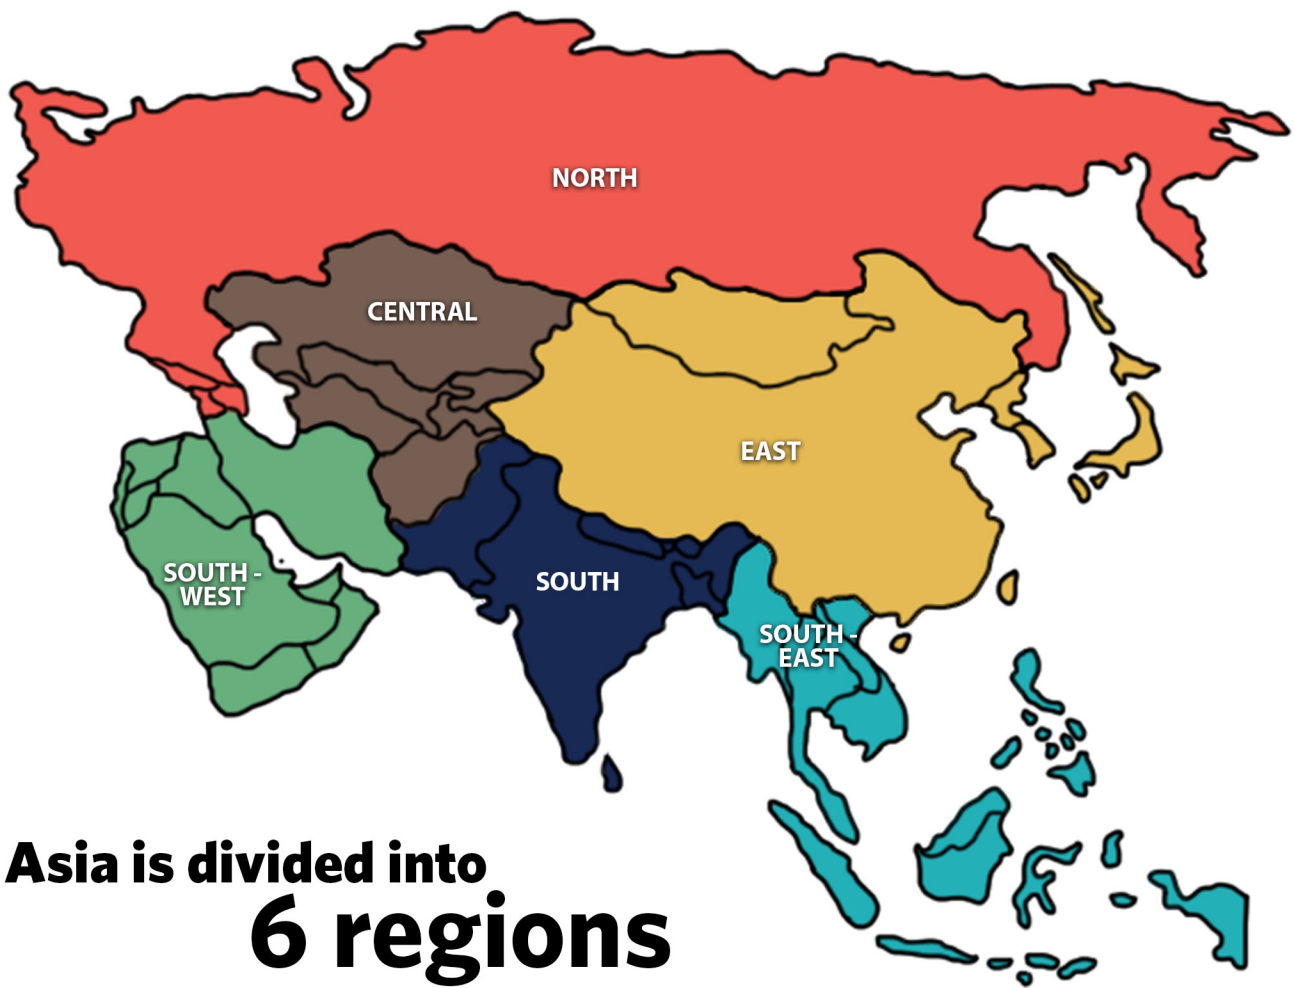 NORTH
CENTRAL
EAST
SOUTH -
WEST
SOUTH
SOUTH -
EAST
Asia is divided into
6 regions